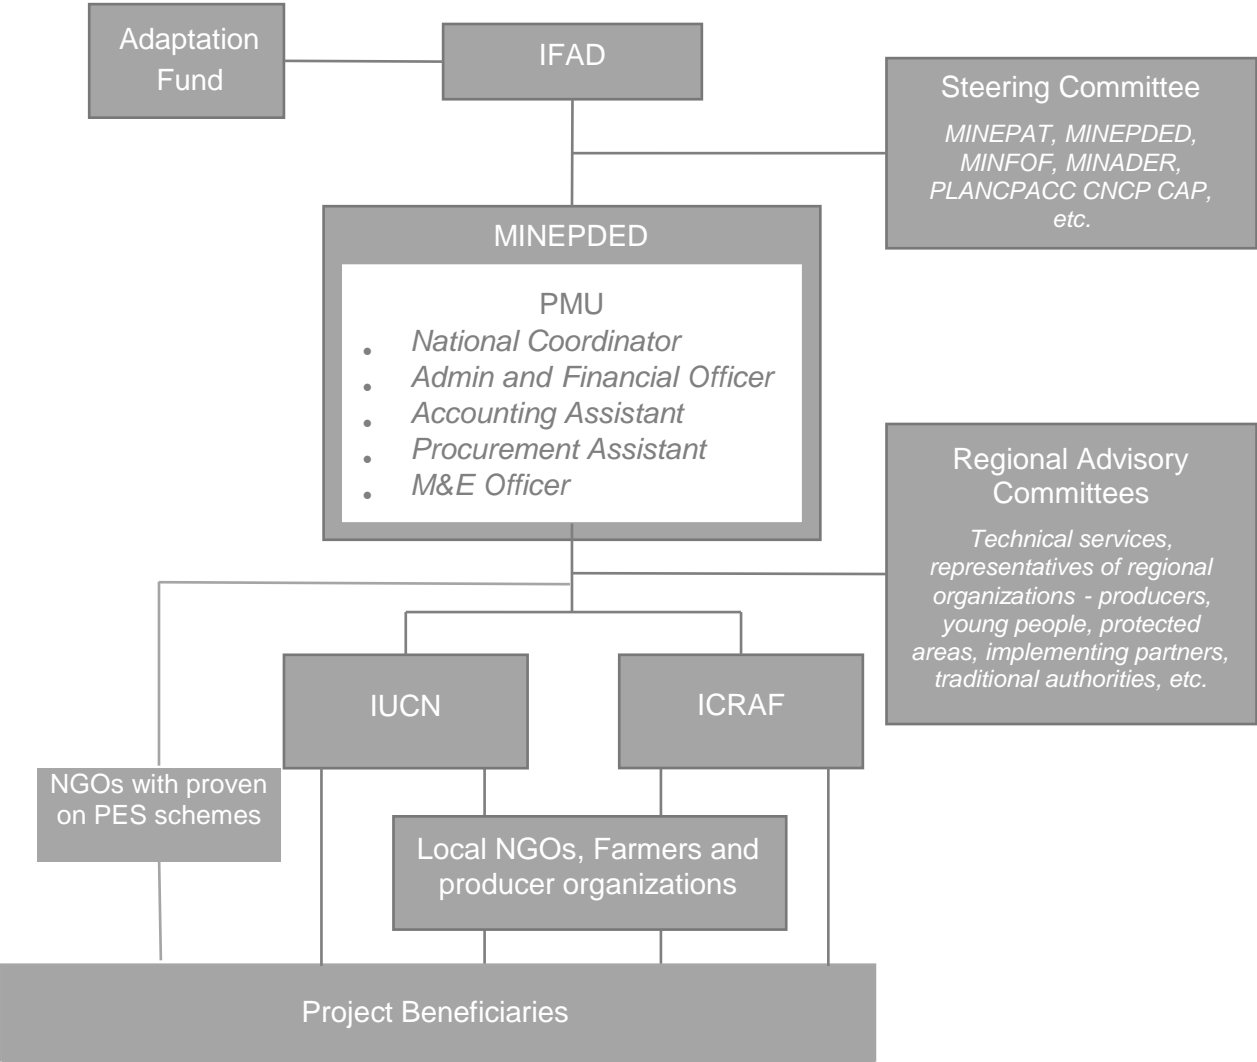 Adaptation
Fund
IFAD
Steering Committee
MINEPAT, MINEPDED,
MINFOF, MINADER,
PLANCPACC CNCP CAP,
etc.
MINEPDED
PMU
• National Coordinator
• Admin and Financial Officer
• Accounting Assistant
• Procurement Assistant
• M&E Officer
Regional Advisory
Committees
Technical services,
representatives of regional
organizations - producers,
young people, protected
areas, implementing partners,
traditional authorities, etc.
IUCN
ICRAF
NGOs with proven
on PES schemes
Local NGOs, Farmers and
producer organizations
Project Beneficiaries